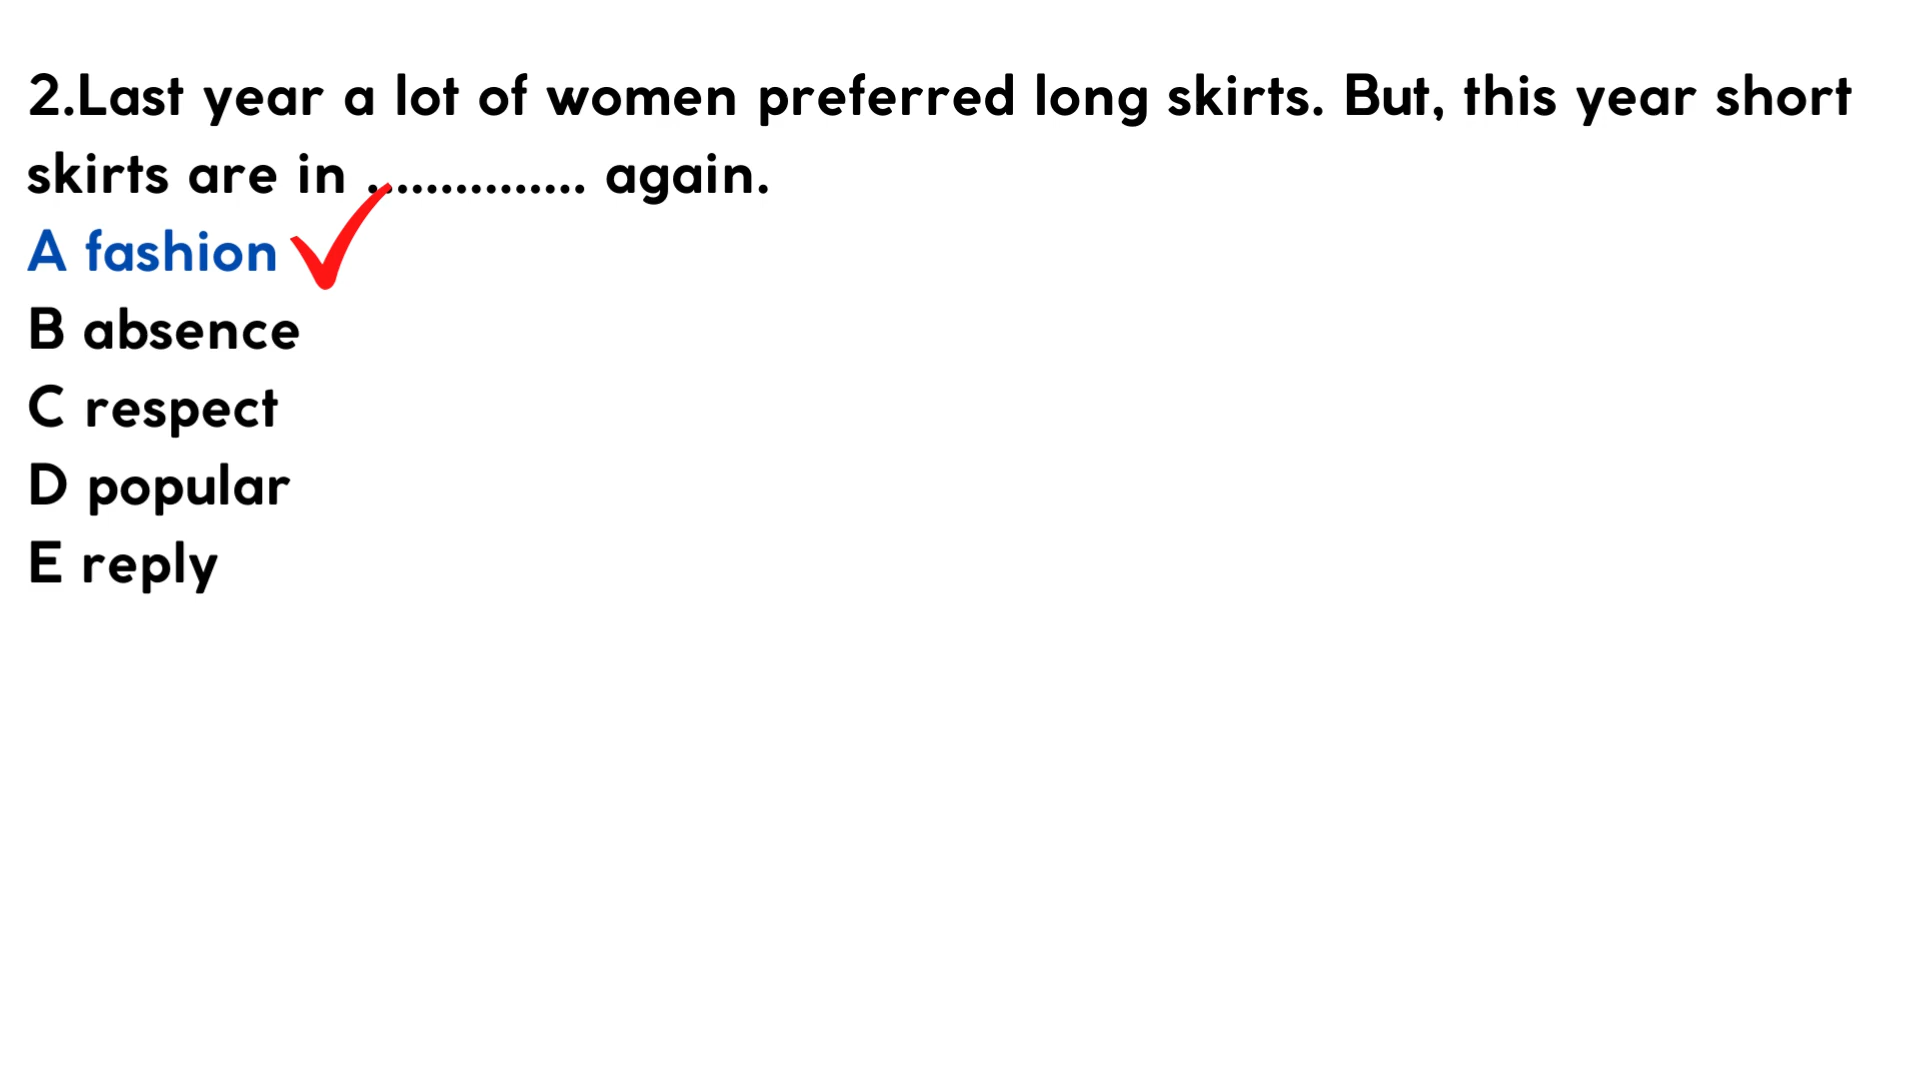 2.Last year a lot of women preferred long skirts. But, this year short
skirts are in ............... again.
A fashion
B absence
C respect
D popular
E reply